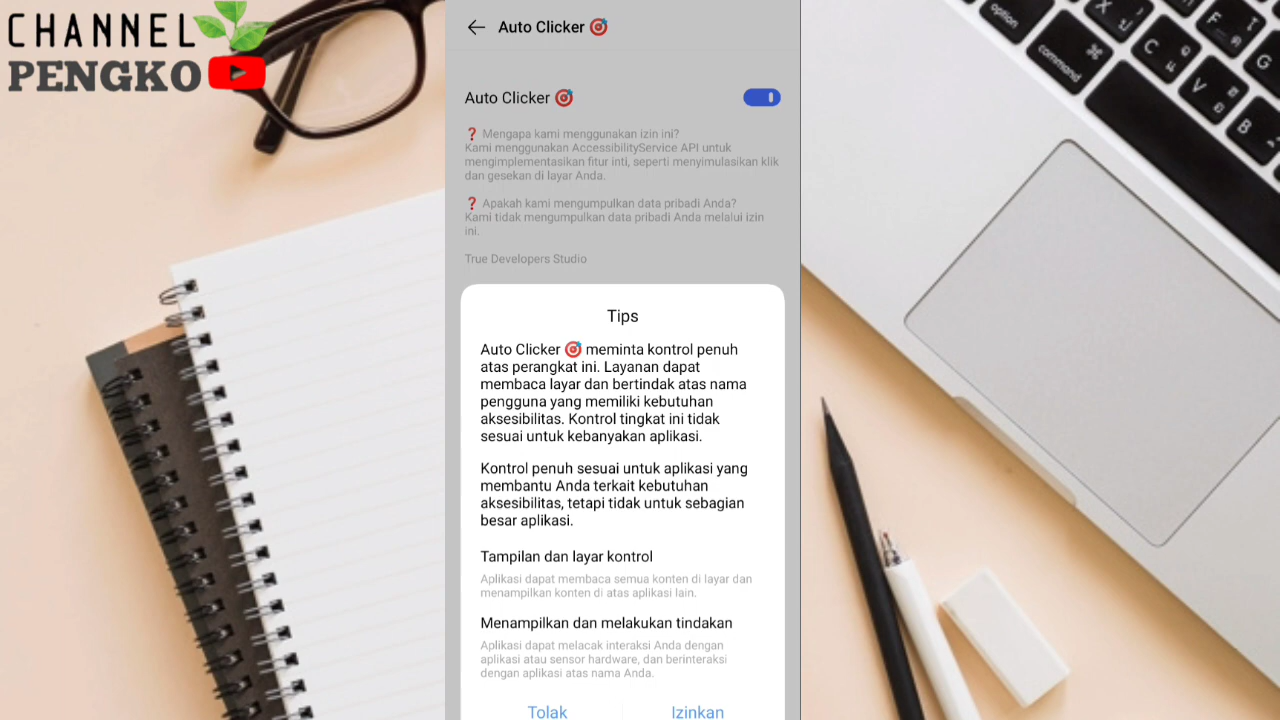 CHANNEL
PENGKO
Auto Clicker 🎯
Auto Clicker 🎯
❓ Mengapa kami menggunakan izin ini?
Kami menggunakan AccessibilityService API untuk
mengimplementasikan fitur inti, seperti menyimulasikan klik
dan gesekan di layar Anda.
❓ Apakah kami mengumpulkan data pribadi Anda?
Kami tidak mengumpulkan data pribadi Anda melalui izin
ini.
True Developers Studio
Tips
Auto Clicker 🎯 meminta kontrol penuh
atas perangkat ini. Layanan dapat
membaca layar dan bertindak atas nama
pengguna yang memiliki kebutuhan
aksesibilitas. Kontrol tingkat ini tidak
sesuai untuk kebanyakan aplikasi.
Kontrol penuh sesuai untuk aplikasi yang
membantu Anda terkait kebutuhan
aksesibilitas, tetapi tidak untuk sebagian
besar aplikasi.
Tampilan dan layar kontrol
Aplikasi dapat membaca semua konten di layar dan
menampilkan konten di atas aplikasi lain.
Menampilkan dan melakukan tindakan
Aplikasi dapat melacak interaksi Anda dengan
aplikasi atau sensor hardware, dan berinteraksi
dengan aplikasi atas nama Anda.
Tolak
Izinkan
option
⌘
command
X
C
V
B
F
G